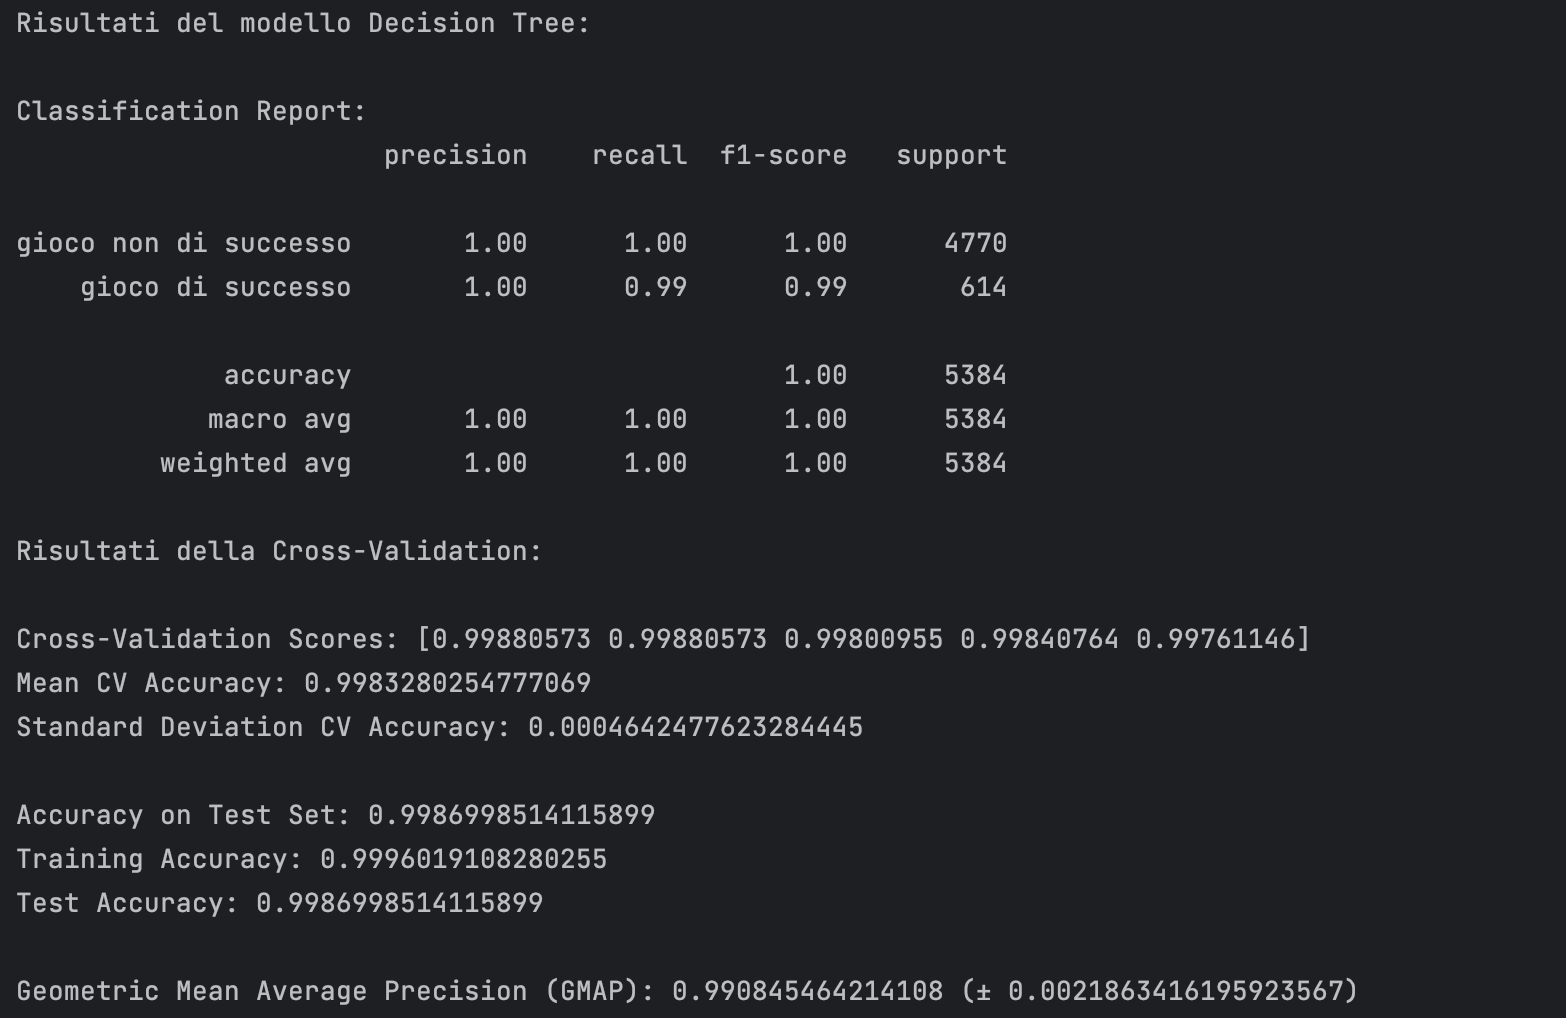 Risultati del modello Decision Tree:
Classification Report:
precision recall f1-score support
gioco non di successo 1.00 1.00 1.00 4770
gioco di successo 1.00 0.99 0.99 614
accuracy 1.00 5384
macro avg 1.00 1.00 1.00 5384
weighted avg 1.00 1.00 1.00 5384
Risultati della Cross-Validation:
Cross-Validation Scores: [0.99880573 0.99880573 0.99800955 0.99840764 0.99761146]
Mean CV Accuracy: 0.9983280254777069
Standard Deviation CV Accuracy: 0.0004642477623284445
Accuracy on Test Set: 0.9986998514115899
Training Accuracy: 0.9996019108280255
Test Accuracy: 0.9986998514115899
Geometric Mean Average Precision (GMAP): 0.990845464214108 (± 0.0021863416195923567)